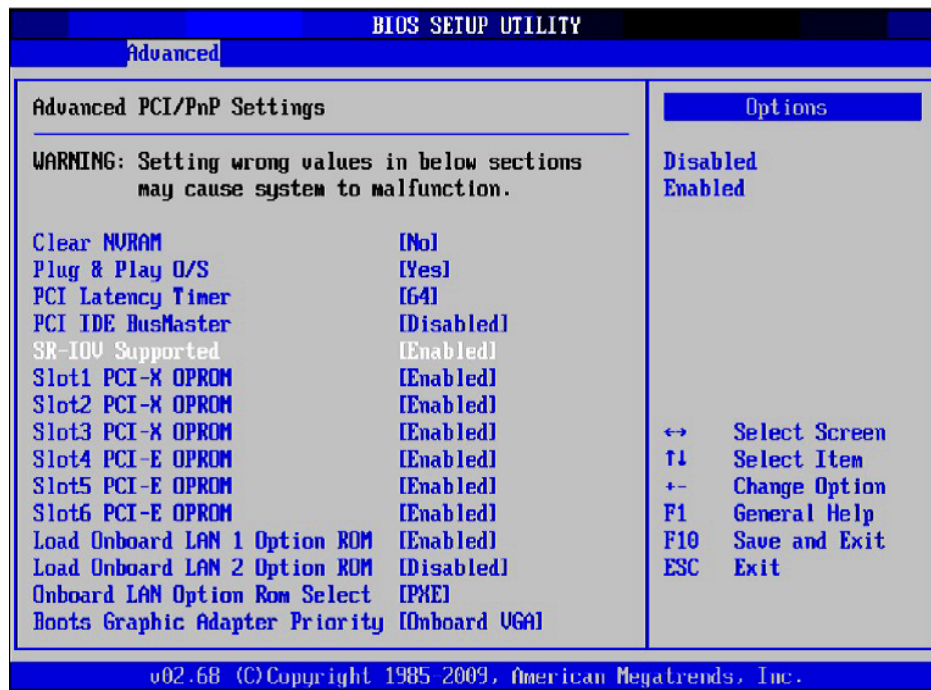 BIOS SETUP UTILITY
Advanced
Advanced PCI/PnP Settings
WARNING: Setting wrong values in below sections
may cause system to malfunction.
Clear NVRAM [No]
Plug & Play O/S [Yes]
PCI Latency Timer [64]
PCI IDE BusMaster [Disabled]
SR-IOV Supported [Enabled]
Slot1 PCI-X OPROM [Enabled]
Slot2 PCI-X OPROM [Enabled]
Slot3 PCI-X OPROM [Enabled]
Slot4 PCI-E OPROM [Enabled]
Slot5 PCI-E OPROM [Enabled]
Slot6 PCI-E OPROM [Enabled]
Load Onboard LAN 1 Option ROM [Enabled]
Load Onboard LAN 2 Option ROM [Disabled]
Onboard LAN Option Rom Select [PXE]
Boots Graphic Adapter Priority [Onboard VGA]
Options
Disabled
Enabled
↔ Select Screen
↑↓ Select Item
+- Change Option
F1 General Help
F10 Save and Exit
ESC Exit
v02.68 (C)Copyright 1985-2009, American Megatrends, Inc.